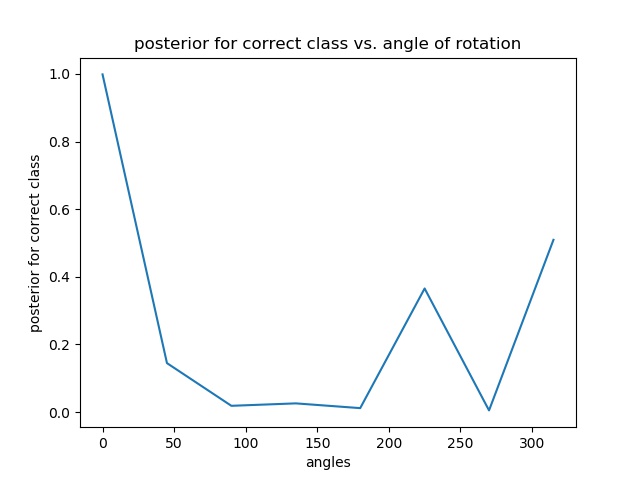 posterior for correct class vs. angle of rotation
posterior for correct class
1.0
0.8
0.6
0.4
0.2
0.0
0 50 100 150 200 250 300
angles